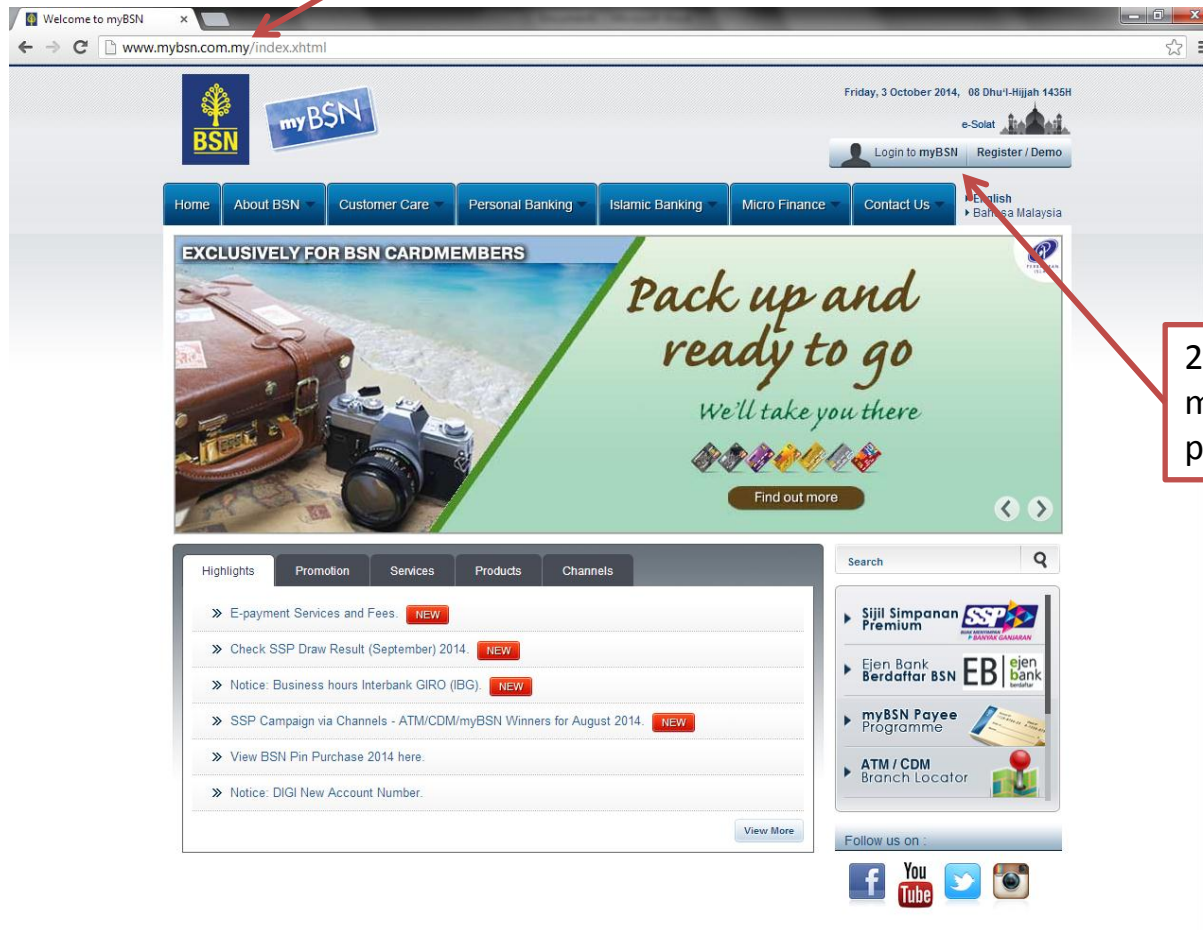 Welcome to myBSN
www.mybsn.com.my/index.xhtml
Friday, 3 October 2014, 08 Dhu'l-Hijjah 1435H
e-Solat
BSN
myBSN
Login to myBSN Register / Demo
Home About BSN Customer Care Personal Banking Islamic Banking Micro Finance Contact Us
English
Bahasa Malaysia
EXCLUSIVELY FOR BSN CARDMEMBERS
Pack up and
ready to go
We'll take you there
Find out more
2
m
p
Highlights Promotion Services Products Channels
E-payment Services and Fees. NEW
Check SSP Draw Result (September) 2014. NEW
Notice: Business hours Interbank GIRO (IBG). NEW
SSP Campaign via Channels - ATM/CDM/myBSN Winners for August 2014. NEW
View BSN Pin Purchase 2014 here.
Notice: DIGI New Account Number.
View More
Search
Sijil Simpanan
Premium
SSP
BANYAK GANJARAN
Ejen Bank
Berdaftar BSN
EB ejen
bank
berdaftar
myBSN Payee
Programme
ATM / CDM
Branch Locator
Follow us on :
f
You
Tube